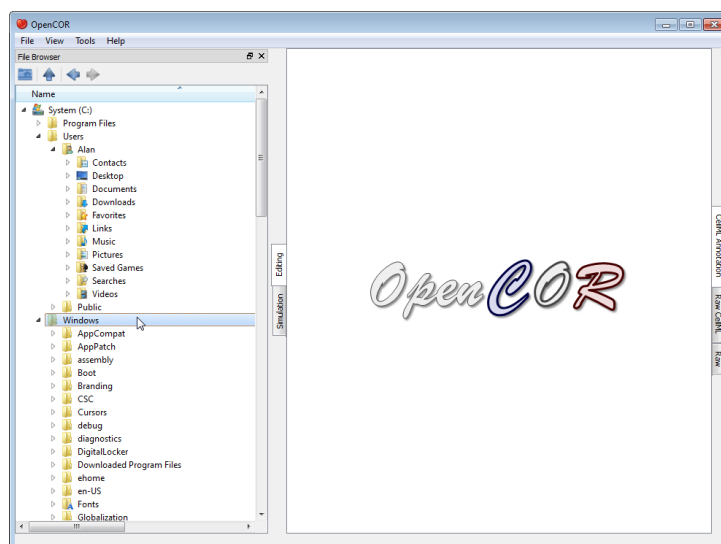 OpenCOR
File View Tools Help
File Browser
Name
System (C:)
Program Files
Users
Alan
Contacts
Desktop
Documents
Downloads
Favorites
Links
Music
Pictures
Saved Games
Searches
Videos
Public
Windows
AppCompat
AppPatch
assembly
Boot
Branding
CSC
Cursors
debug
diagnostics
DigitalLocker
Downloaded Program Files
ehome
en-US
Fonts
Globalization
Editing
Simulation
OpenCOR
CellML Annotation
Raw CellML
Raw